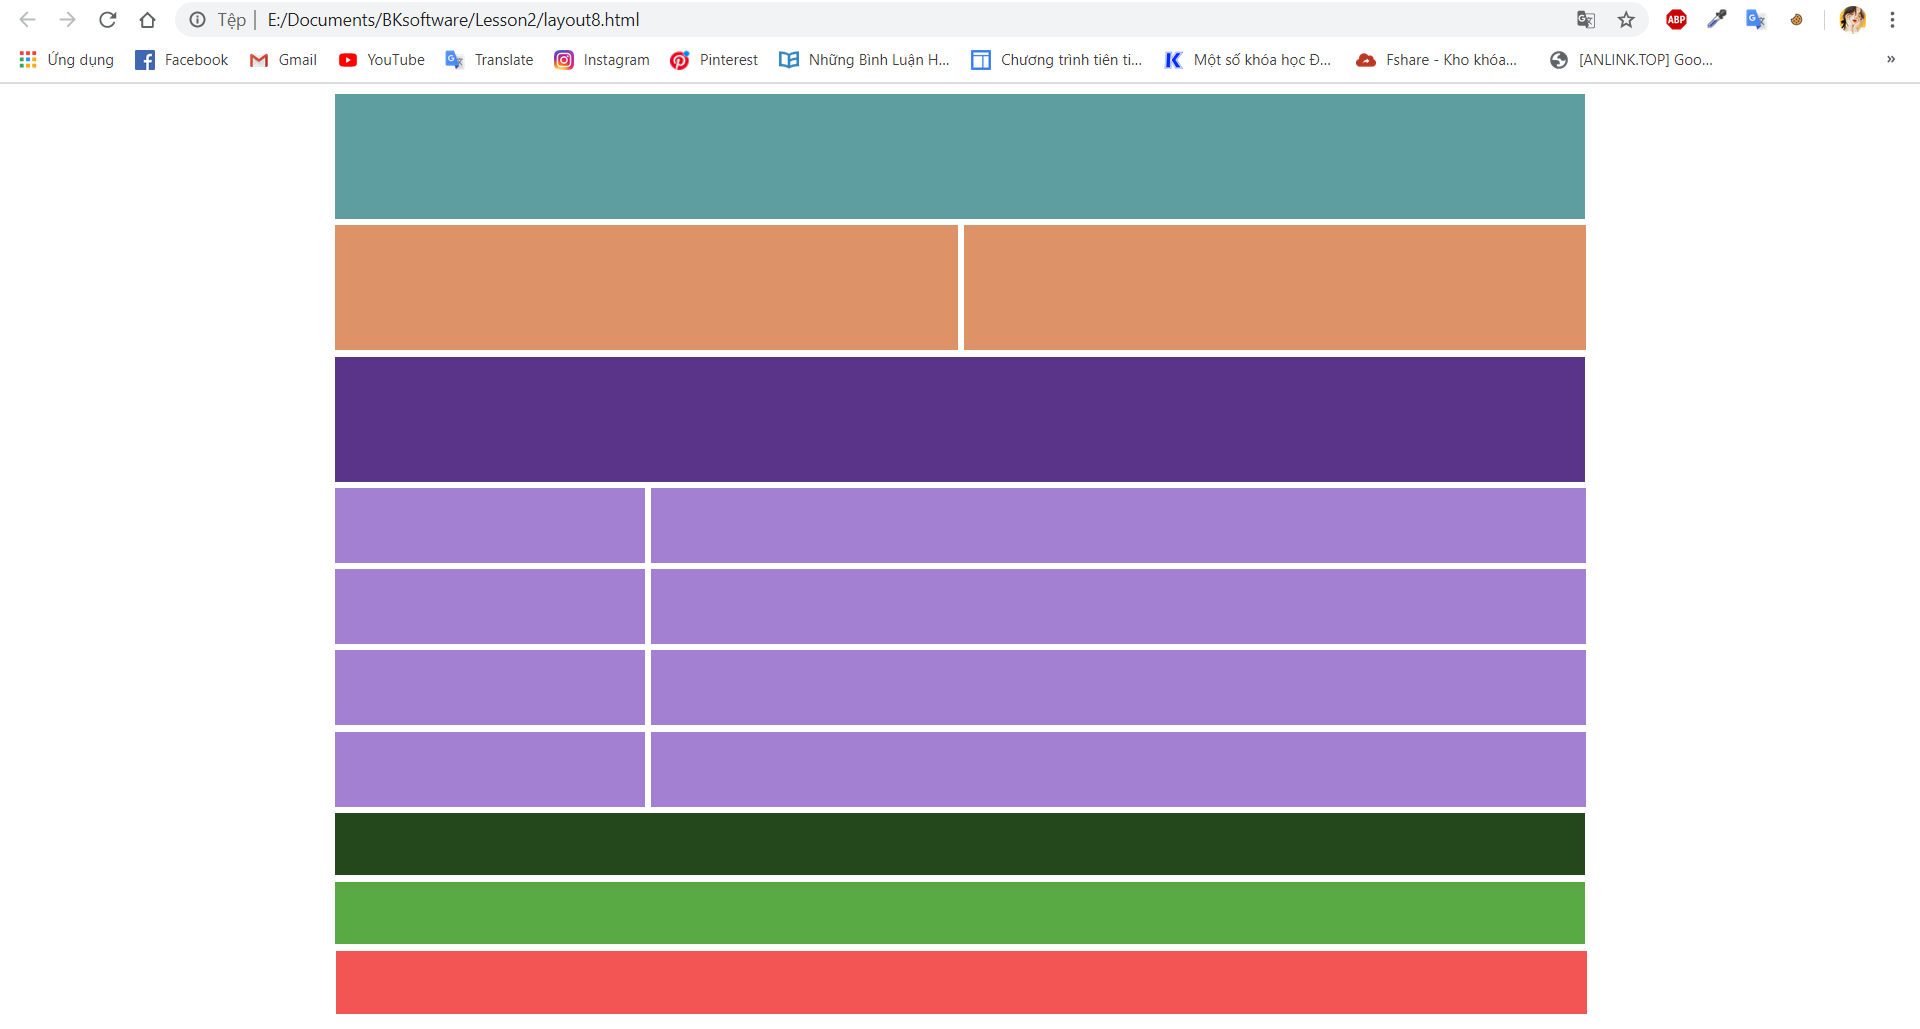 Tệp | E:/Documents/BKsoftware/Lesson2/layout8.html
ABP
Ứng dụng Facebook Gmail YouTube Translate Instagram Pinterest Những Bình Luận H... Chương trình tiên ti... Một số khóa học Đ... Fshare - Kho khóa... [ANLINK.TOP] Goo... »